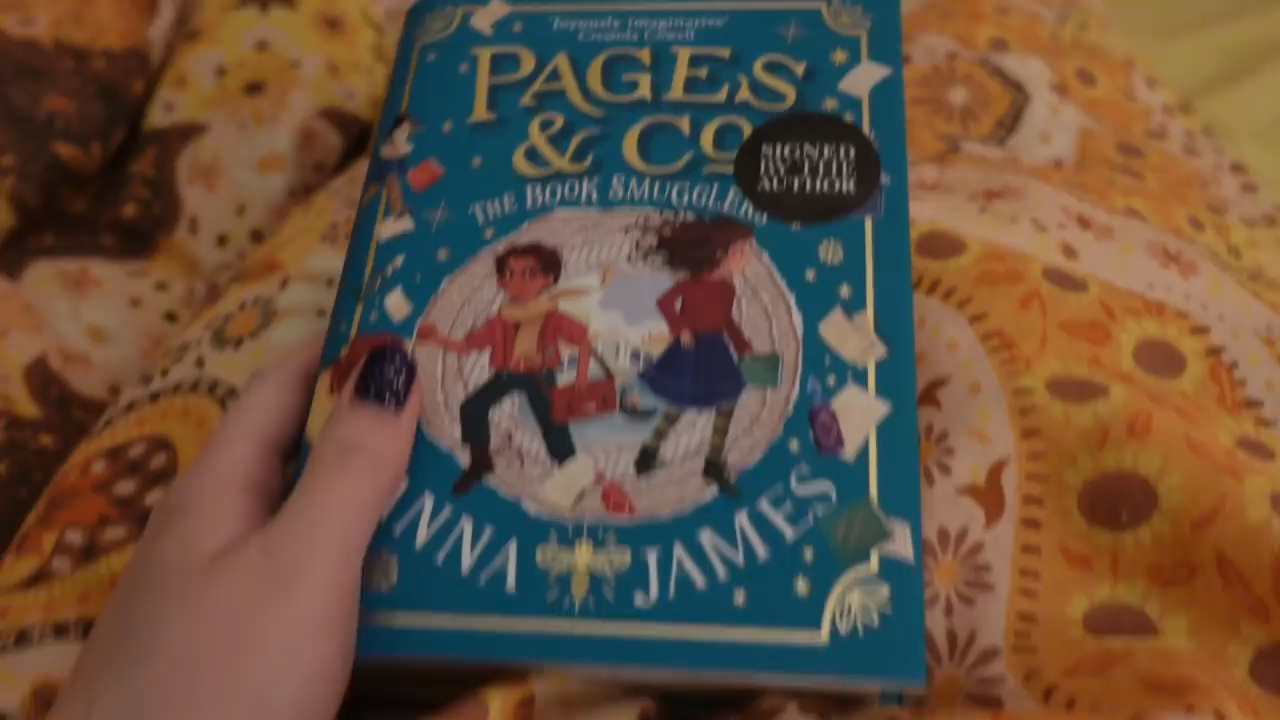 'Joyously imaginative'
Cressida Cowell
PAGES
& Co
SIGNED
BY THE
AUTHOR
THE BOOK SMUGGLERS
NNA JAMES